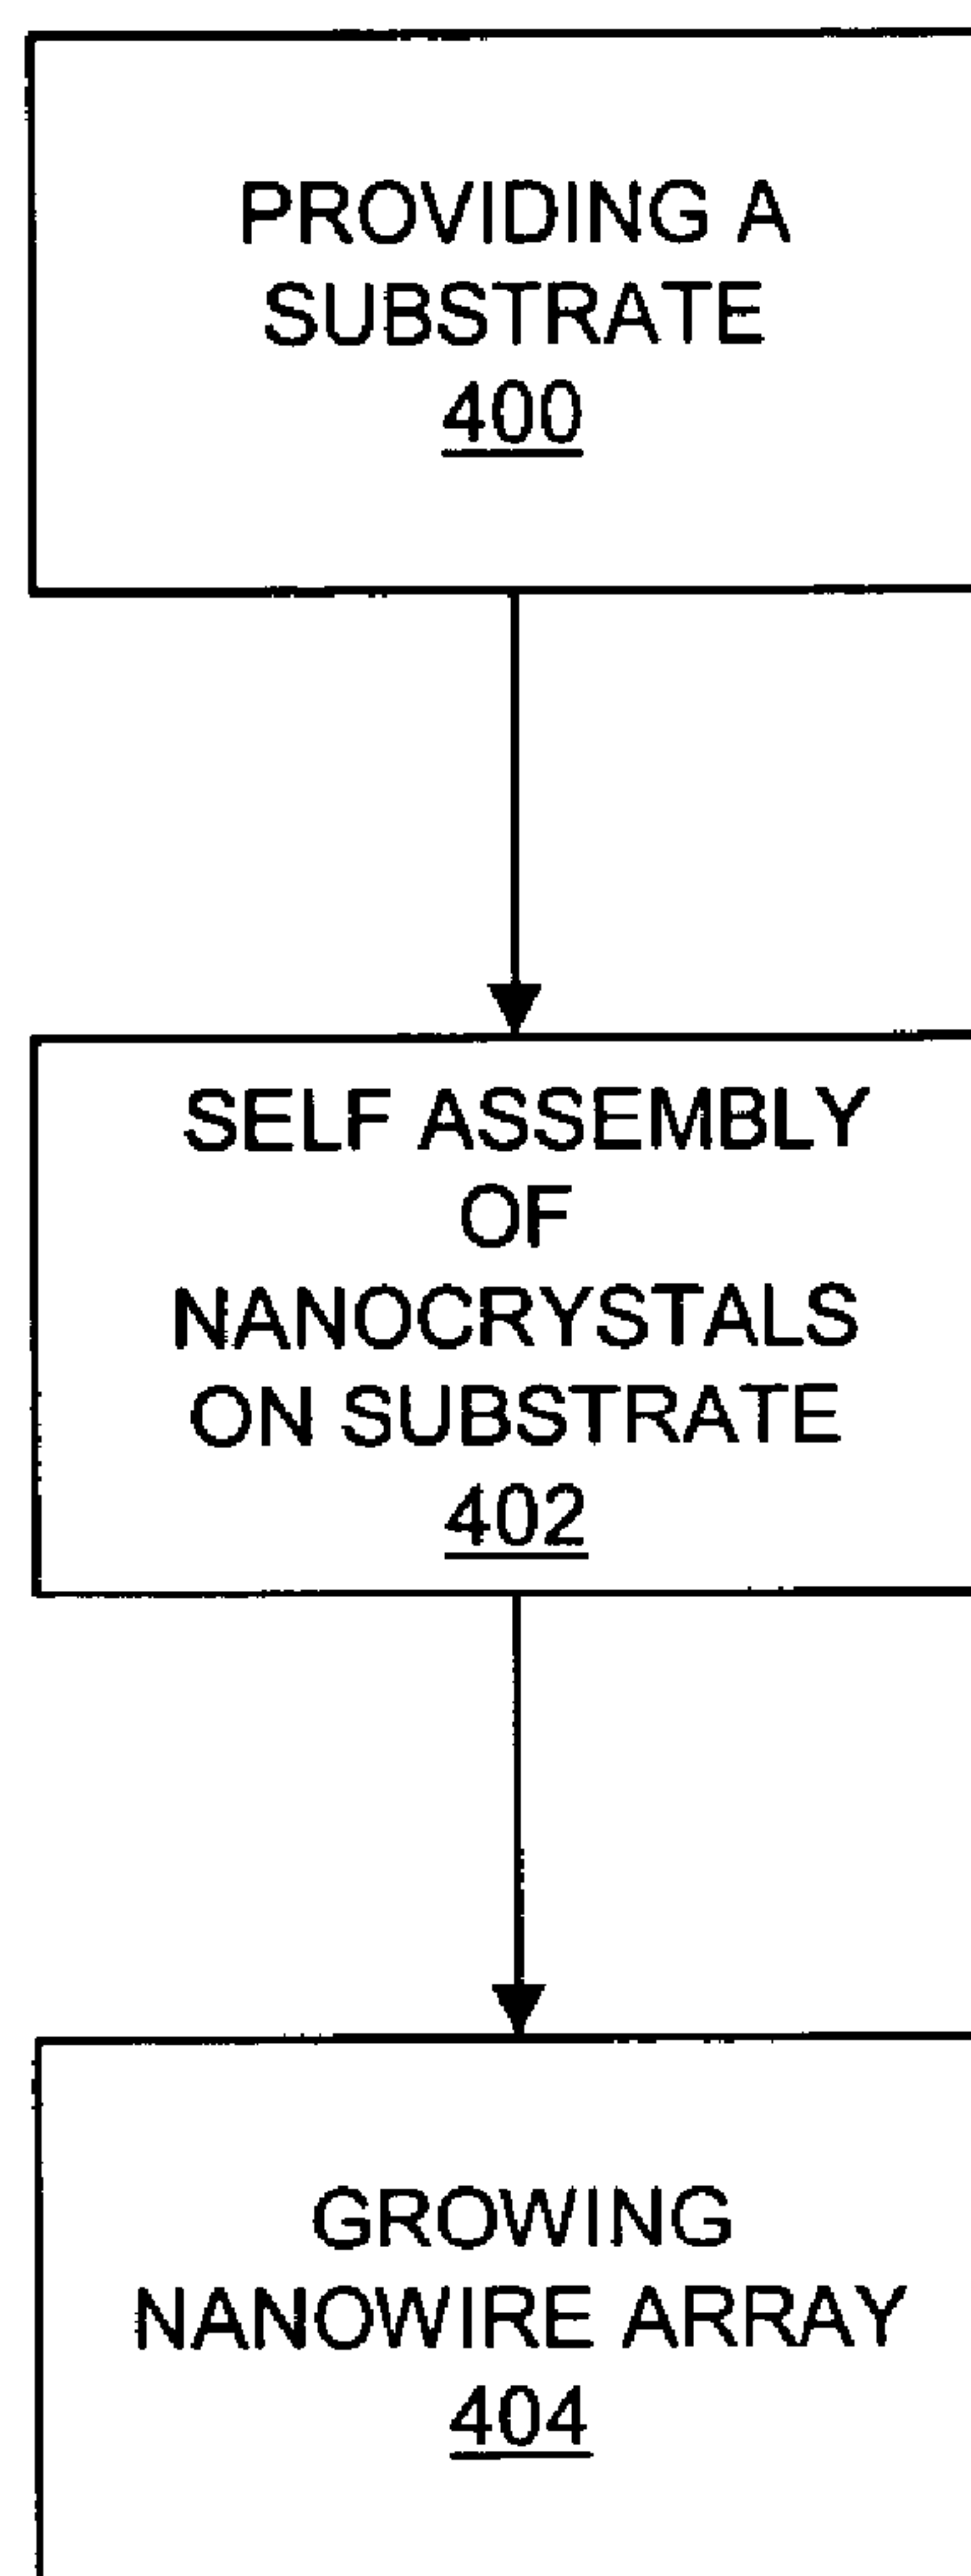 PROVIDING A
SUBSTRATE
400
SELF ASSEMBLY
OF
NANOCRYSTALS
ON SUBSTRATE
402
GROWING
NANOWIRE ARRAY
404